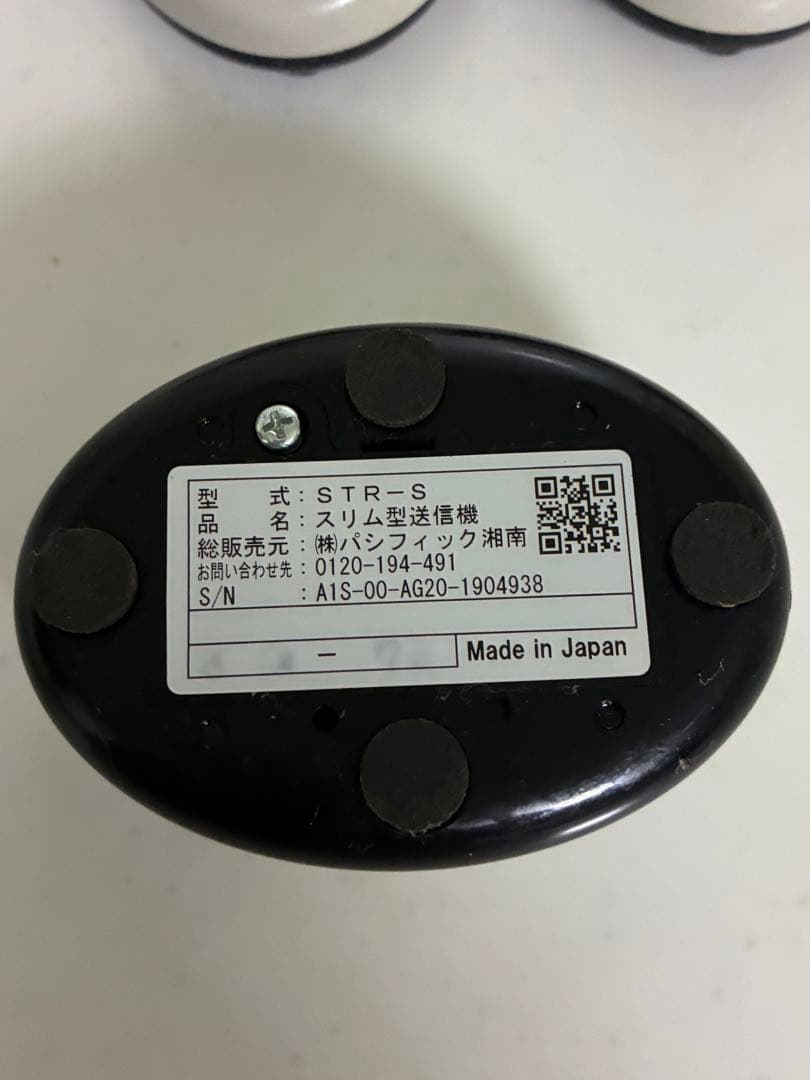 型 式：ＳＴＲ－Ｓ
品 名：スリム型送信機
総販売元：㈱パシフィック湘南
お問い合わせ先：0120-194-491
S/N ：A1S-00-AG20-1904938
－
Made in Japan